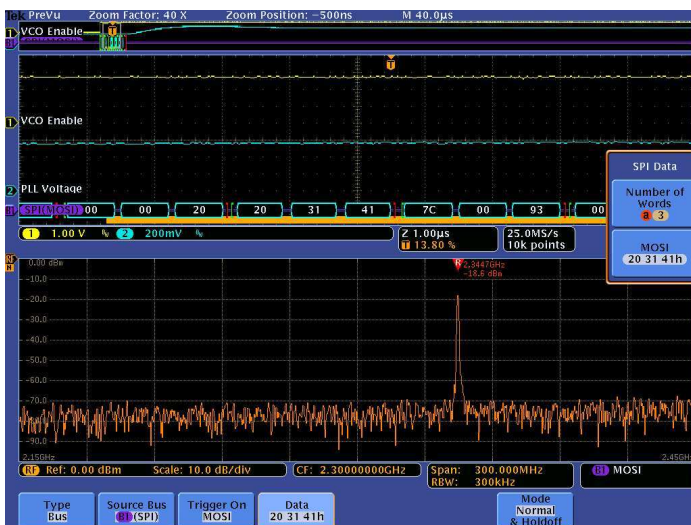 Tek PreVu Zoom Factor: 40 X Zoom Position: −500ns M 40.0µs
1 VCO Enable T
B1
T
1 VCO Enable
2 PLL Voltage
B1 SPI(MOSI) 00 00 20 20 31 41 7C 00 93 00
1 1.00 V 2 200mV Z 1.00µs 25.0MS/s
T 13.80 % 10k points
SPI Data
Number of
Words
a 3
MOSI
20 31 41h
RF 0.00 dBm R 2.3447GHz
N −18.6 dBm
−10.0
−20.0
−30.0
−40.0
−50.0
−60.0
−70.0
−90.0
2.15GHz 2.45GHz
RF Ref: 0.00 dBm Scale: 10.0 dB/div CF: 2.30000000GHz Span: 300.000MHz B1 MOSI
RBW: 300kHz
Type Source Bus Trigger On Data Mode
Bus B1 (SPI) MOSI 20 31 41h Normal
& Holdoff